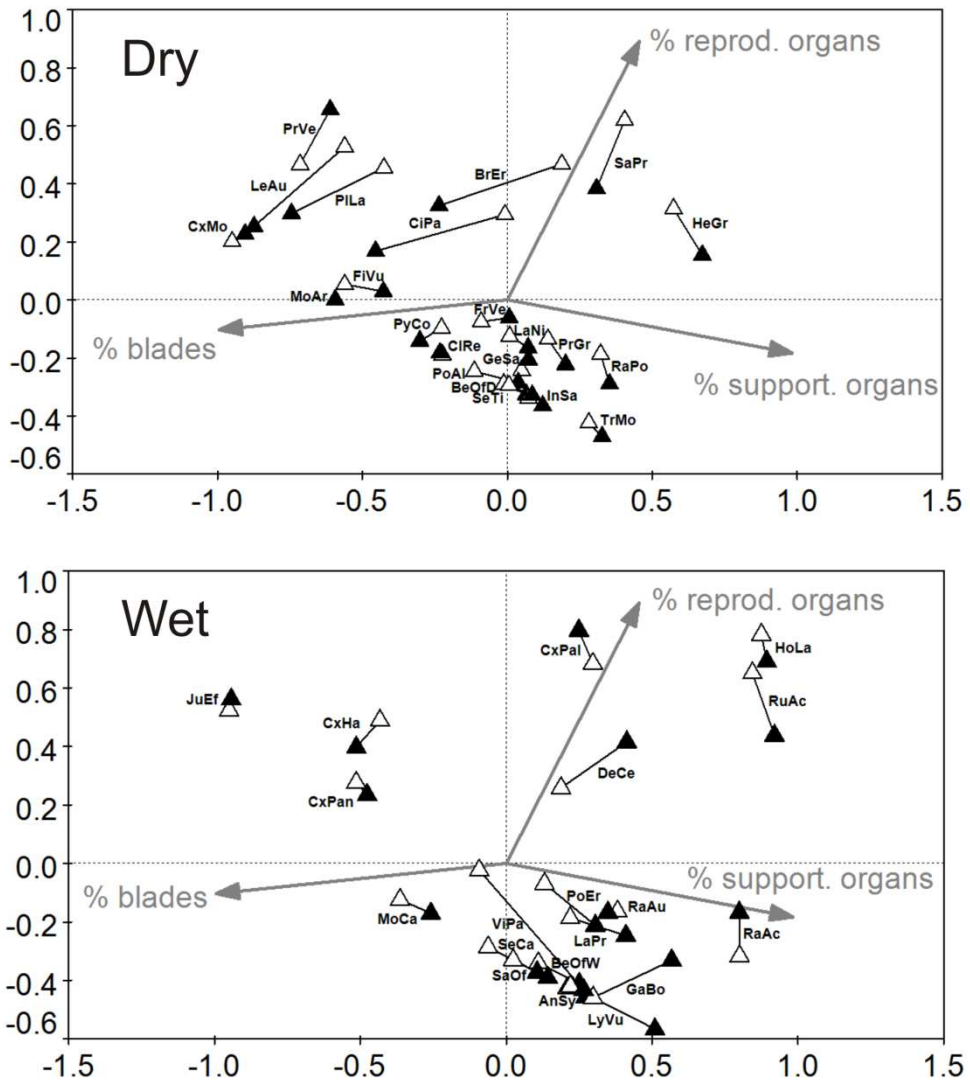 1.0
Dry
% reprod. organs
0.8
PrVe
0.6
SaPr
BrEr
LeAu
0.4
PlLa
HeGr
CiPa
CxMo
0.2
FiVu
MoAr
0.0
FrVe
PyCo
LaNi
% blades
ClRe
PrGr
-0.2
GeSa
RaPo
PoAl
BeOfD
% support. organs
SeTi
InSa
-0.4
TrMo
-0.6
-1.5 -1.0 -0.5 0.0 0.5 1.0 1.5
1.0
Wet
% reprod. organs
0.8
CxPal
HoLa
0.6
JuEf
RuAc
CxHa
0.4
DeCe
CxPan
0.2
0.0
% blades
% support. organs
PoEr
RaAu
MoCa
-0.2
ViPa
LaPr
SeCa
RaAc
BeOfW
SaOf
-0.4
GaBo
AnSy
LyVu
-0.6
-1.5 -1.0 -0.5 0.0 0.5 1.0 1.5